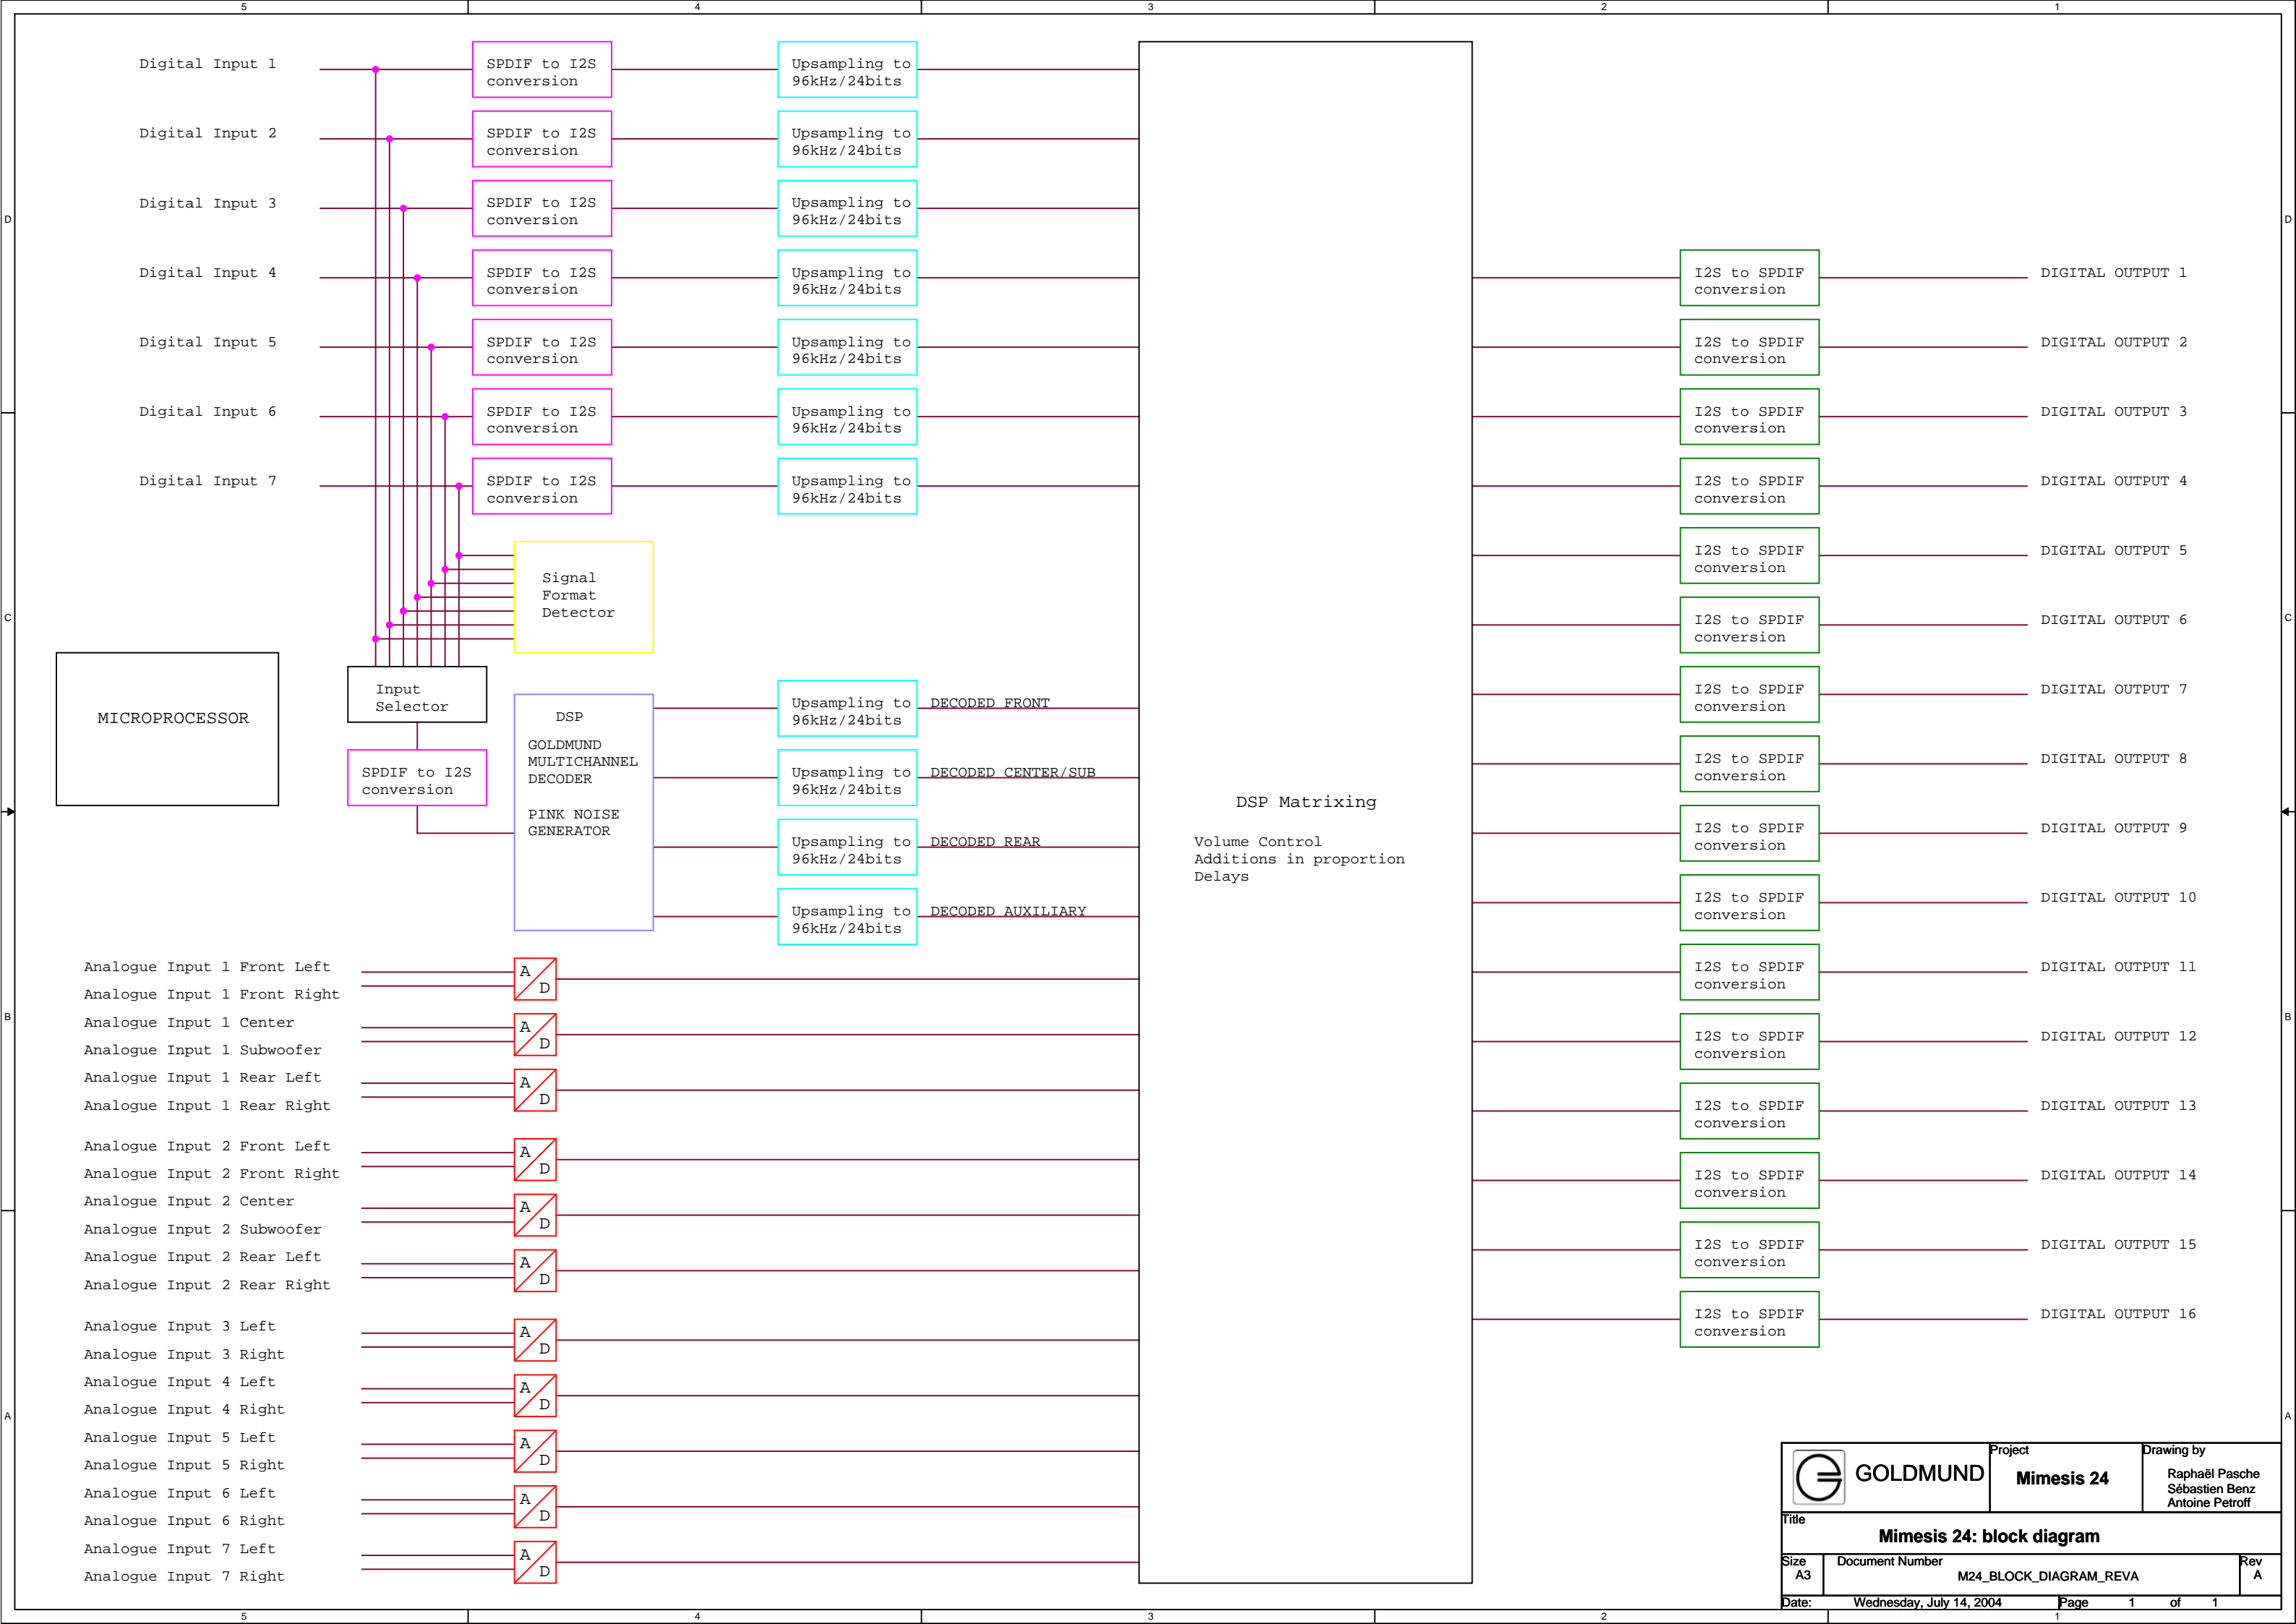 5 4 3 2 1
D D
C C
B B
A A
Digital Input 1
SPDIF to I2S
conversion
Upsampling to
96kHz/24bits
Digital Input 2
SPDIF to I2S
conversion
Upsampling to
96kHz/24bits
Digital Input 3
SPDIF to I2S
conversion
Upsampling to
96kHz/24bits
Digital Input 4
SPDIF to I2S
conversion
Upsampling to
96kHz/24bits
Digital Input 5
SPDIF to I2S
conversion
Upsampling to
96kHz/24bits
Digital Input 6
SPDIF to I2S
conversion
Upsampling to
96kHz/24bits
Digital Input 7
SPDIF to I2S
conversion
Upsampling to
96kHz/24bits
Signal
Format
Detector
MICROPROCESSOR
Input
Selector
SPDIF to I2S
conversion
DSP
GOLDMUND
MULTICHANNEL
DECODER
PINK NOISE
GENERATOR
Upsampling to
96kHz/24bits
DECODED FRONT
Upsampling to
96kHz/24bits
DECODED CENTER/SUB
Upsampling to
96kHz/24bits
DECODED REAR
Upsampling to
96kHz/24bits
DECODED AUXILIARY
Analogue Input 1 Front Left
Analogue Input 1 Front Right
A
D
Analogue Input 1 Center
Analogue Input 1 Subwoofer
A
D
Analogue Input 1 Rear Left
Analogue Input 1 Rear Right
A
D
Analogue Input 2 Front Left
Analogue Input 2 Front Right
A
D
Analogue Input 2 Center
Analogue Input 2 Subwoofer
A
D
Analogue Input 2 Rear Left
Analogue Input 2 Rear Right
A
D
Analogue Input 3 Left
Analogue Input 3 Right
A
D
Analogue Input 4 Left
Analogue Input 4 Right
A
D
Analogue Input 5 Left
Analogue Input 5 Right
A
D
Analogue Input 6 Left
Analogue Input 6 Right
A
D
Analogue Input 7 Left
Analogue Input 7 Right
A
D
DSP Matrixing
Volume Control
Additions in proportion
Delays
I2S to SPDIF
conversion
DIGITAL OUTPUT 1
I2S to SPDIF
conversion
DIGITAL OUTPUT 2
I2S to SPDIF
conversion
DIGITAL OUTPUT 3
I2S to SPDIF
conversion
DIGITAL OUTPUT 4
I2S to SPDIF
conversion
DIGITAL OUTPUT 5
I2S to SPDIF
conversion
DIGITAL OUTPUT 6
I2S to SPDIF
conversion
DIGITAL OUTPUT 7
I2S to SPDIF
conversion
DIGITAL OUTPUT 8
I2S to SPDIF
conversion
DIGITAL OUTPUT 9
I2S to SPDIF
conversion
DIGITAL OUTPUT 10
I2S to SPDIF
conversion
DIGITAL OUTPUT 11
I2S to SPDIF
conversion
DIGITAL OUTPUT 12
I2S to SPDIF
conversion
DIGITAL OUTPUT 13
I2S to SPDIF
conversion
DIGITAL OUTPUT 14
I2S to SPDIF
conversion
DIGITAL OUTPUT 15
I2S to SPDIF
conversion
DIGITAL OUTPUT 16
GOLDMUND
Project
Mimesis 24
Drawing by
Raphaël Pasche
Sébastien Benz
Antoine Petroff
Title
Mimesis 24: block diagram
Size
A3
Document Number
M24_BLOCK_DIAGRAM_REVA
Rev
A
Date: Wednesday, July 14, 2004 Page 1 of 1
5 4 3 2 1